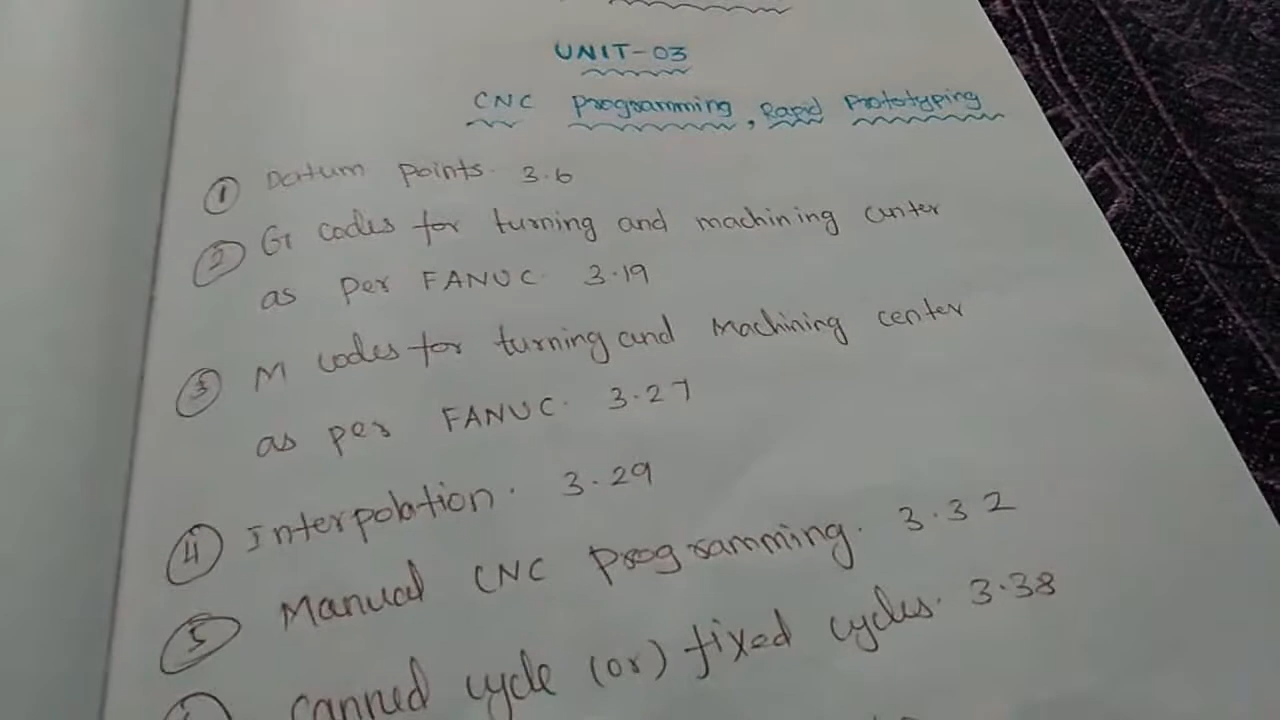 UNIT-03
CNC Programming, Rapid Prototyping
① Datum points. 3.6
② G codes for turning and machining center
as per FANUC. 3.19
③ M codes for turning and Machining center
as per FANUC. 3.27
④ Interpolation. 3.29
⑤ Manual CNC programming. 3.32
canned cycle (or) fixed cycles. 3.38